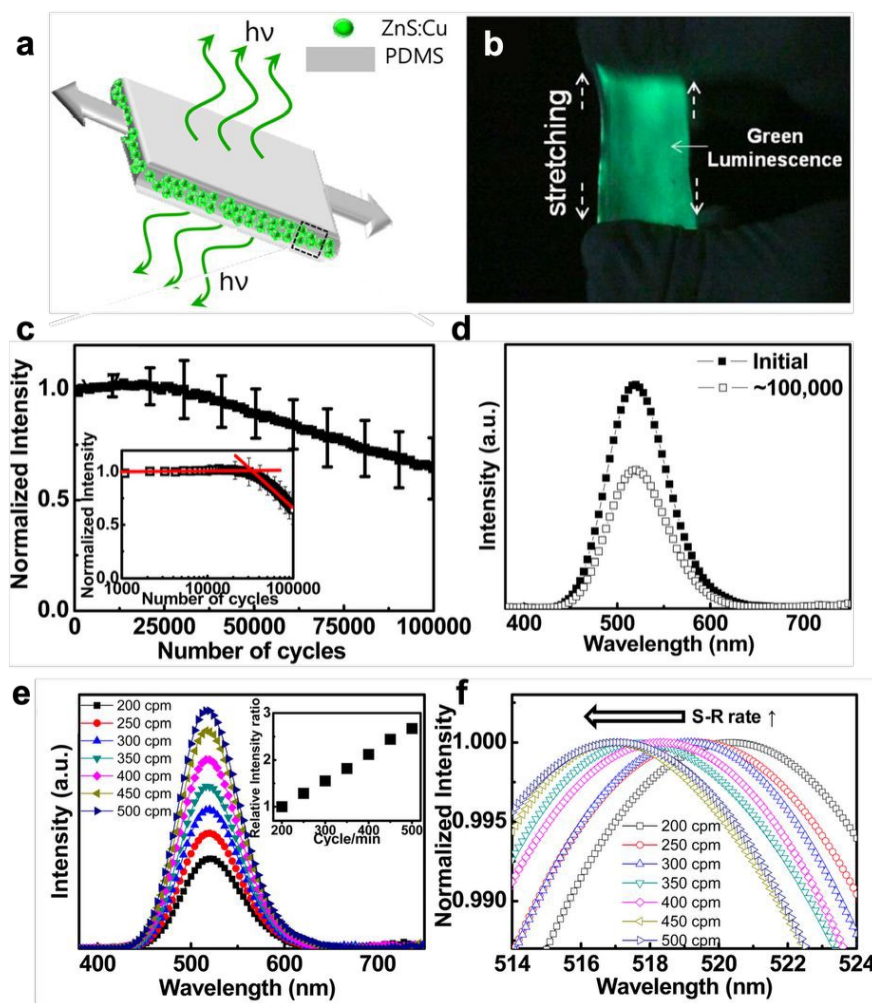 a
hν
ZnS:Cu
PDMS
hν
b
stretching
Green
Luminescence
c
Normalized Intensity
1.0
0.5
0.0
0
25000
50000
75000
100000
Number of cycles
Normalized Intensity
1.0
0.5
0.0
1000
10000
100000
Number of cycles
d
Intensity (a.u.)
Initial
~100,000
400
500
600
700
Wavelength (nm)
e
Intensity (a.u.)
200 cpm
250 cpm
300 cpm
350 cpm
400 cpm
450 cpm
500 cpm
Relative Intensity ratio
3
2
1
200
300
400
500
Cycle/min
400
500
600
700
Wavelength (nm)
f
Normalized Intensity
S-R rate ↑
1.000
0.995
0.990
200 cpm
250 cpm
300 cpm
350 cpm
400 cpm
450 cpm
500 cpm
514
516
518
520
522
524
Wavelength (nm)